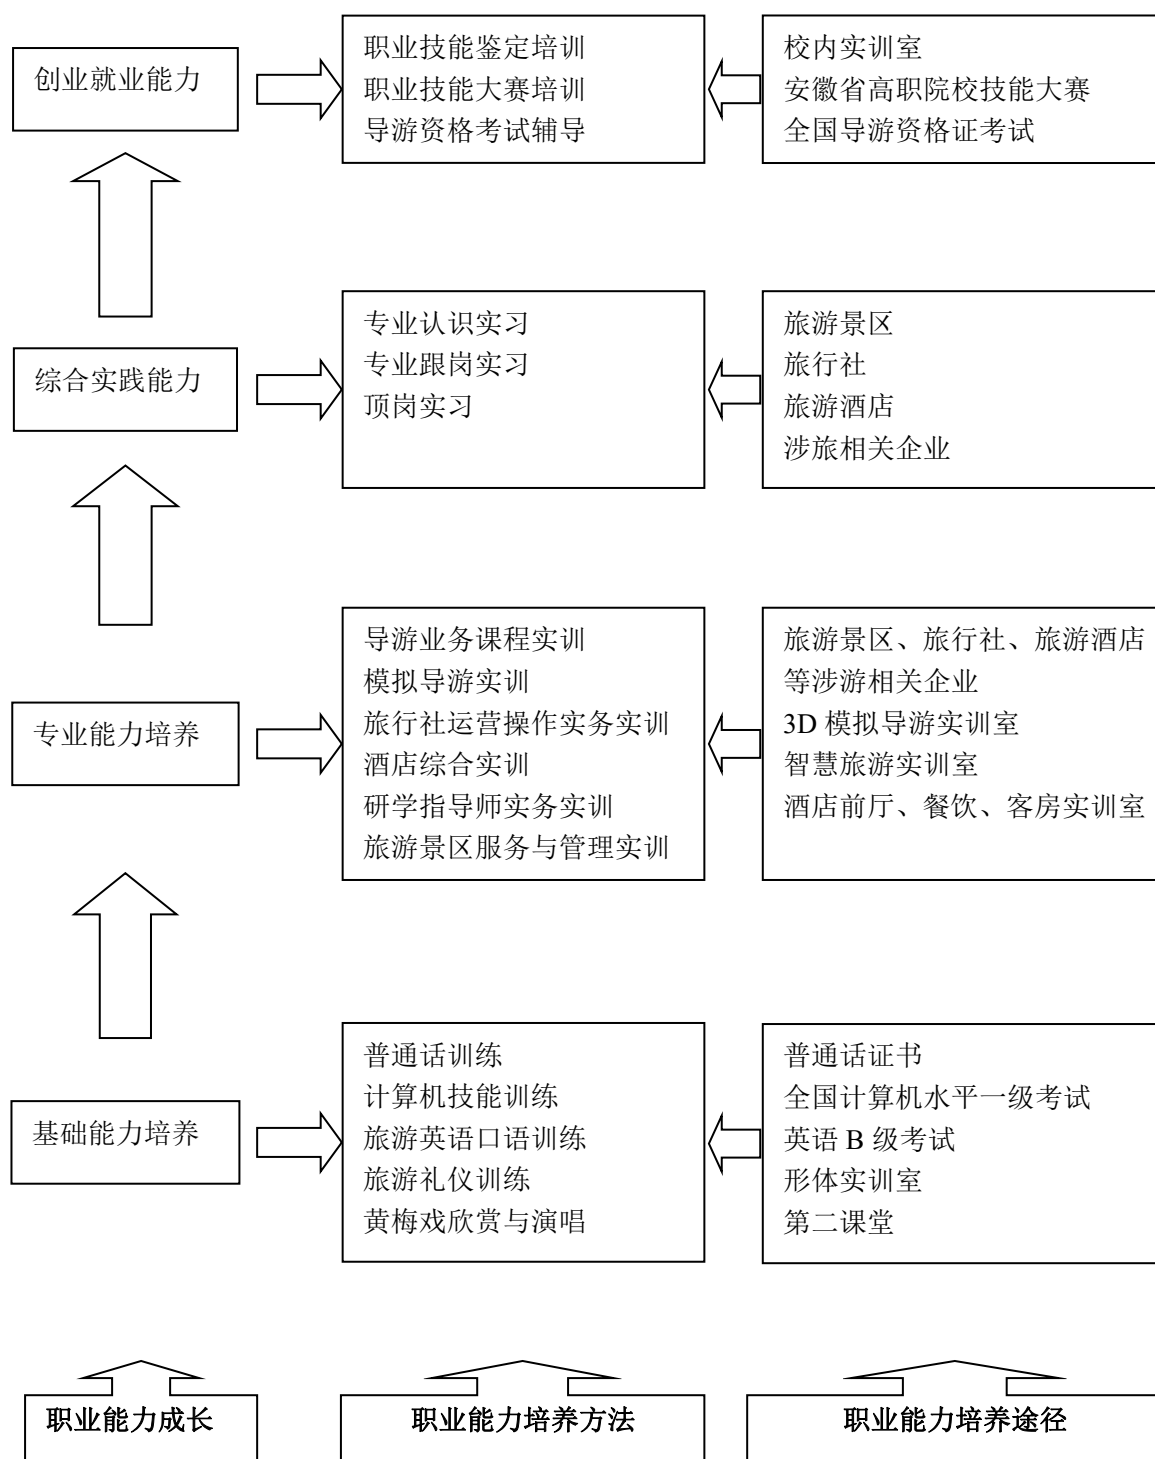 创业就业能力
职业技能鉴定培训
职业技能大赛培训
导游资格考试辅导
校内实训室
安徽省高职院校技能大赛
全国导游资格证考试
综合实践能力
专业认识实习
专业跟岗实习
顶岗实习
旅游景区
旅行社
旅游酒店
涉旅相关企业
专业能力培养
导游业务课程实训
模拟导游实训
旅行社运营操作实务实训
酒店综合实训
研学指导师实务实训
旅游景区服务与管理实训
旅游景区、旅行社、旅游酒店
等涉游相关企业
3D 模拟导游实训室
智慧旅游实训室
酒店前厅、餐饮、客房实训室
基础能力培养
普通话训练
计算机技能训练
旅游英语口语训练
旅游礼仪训练
黄梅戏欣赏与演唱
普通话证书
全国计算机水平一级考试
英语 B 级考试
形体实训室
第二课堂
职业能力成长
职业能力培养方法
职业能力培养途径